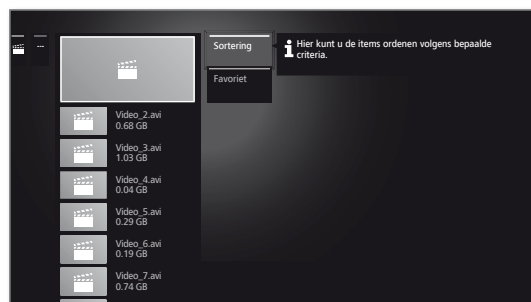 ...
Video_2.avi
0.68 GB
Video_3.avi
1.03 GB
Video_4.avi
0.04 GB
Video_5.avi
0.29 GB
Video_6.avi
0.19 GB
Video_7.avi
0.74 GB
Sortering
Favoriet
i Hier kunt u de items ordenen volgens bepaalde
criteria.